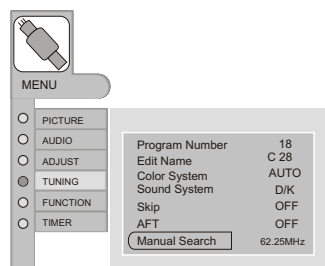 MENU
PICTURE
AUDIO
ADJUST
TUNING
FUNCTION
TIMER
Program Number 18
Edit Name C 28
Color System AUTO
Sound System D/K
Skip OFF
AFT OFF
Manual Search 62.25MHz